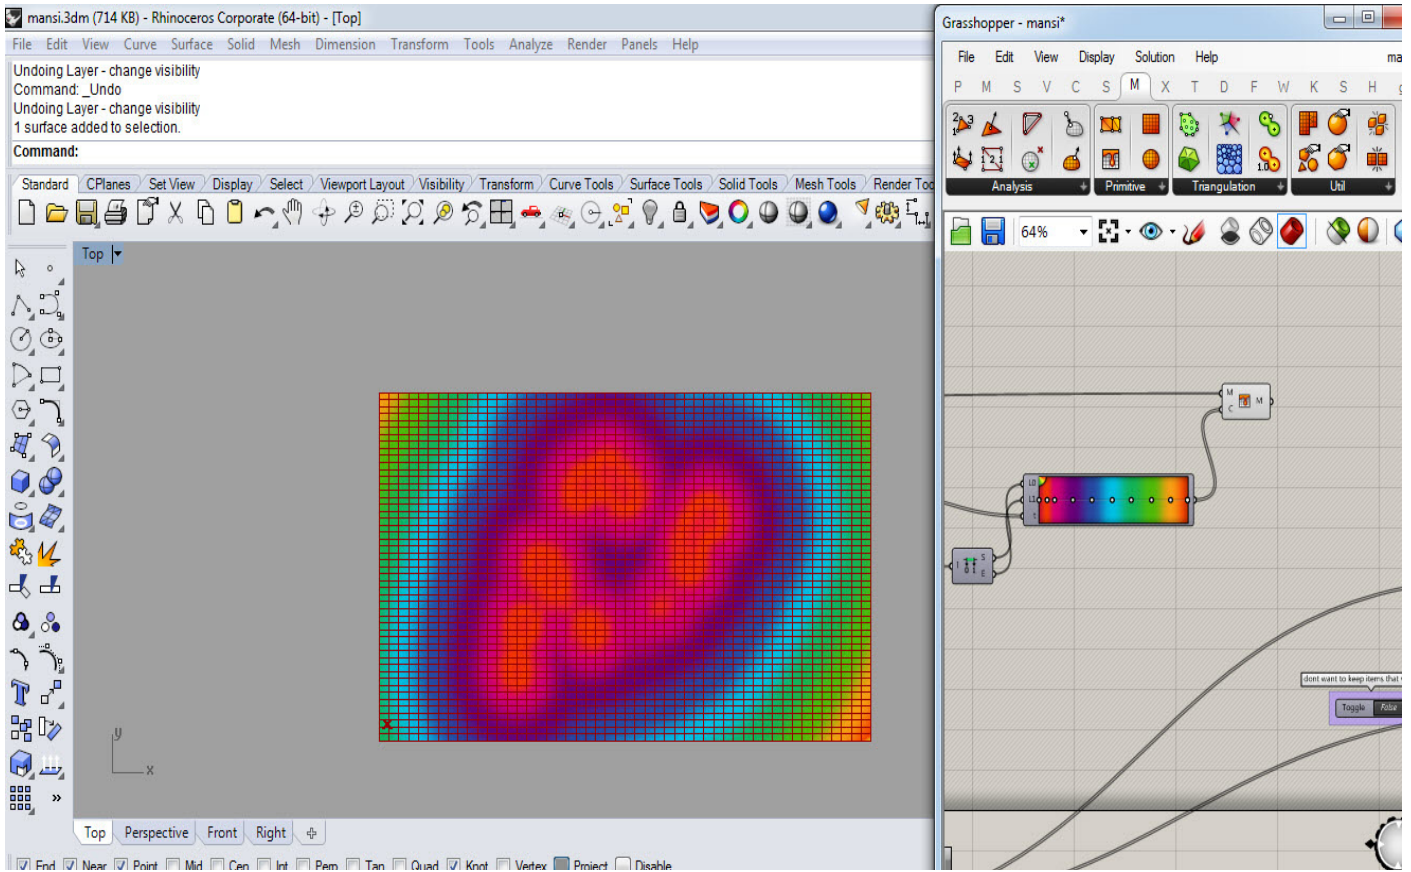 mansi.3dm (714 KB) - Rhinoceros Corporate (64-bit) - [Top]
File Edit View Curve Surface Solid Mesh Dimension Transform Tools Analyze Render Panels Help
Undoing Layer - change visibility
Command: _Undo
Undoing Layer - change visibility
1 surface added to selection.
Command:
Standard CPlanes Set View Display Select Viewport Layout Visibility Transform Curve Tools Surface Tools Solid Tools Mesh Tools Render Too
Top
y
x
Top Perspective Front Right
End Near Point Mid Cen Int Perp Tan Quad Knot Vertex Project Disable
Grasshopper - mansi*
File Edit View Display Solution Help ma
P M S V C S M X T D F W K S H
Analysis Primitive Triangulation Util
64%
M C M
L0
L1
t
I S E
dont want to keep items that
Toggle False